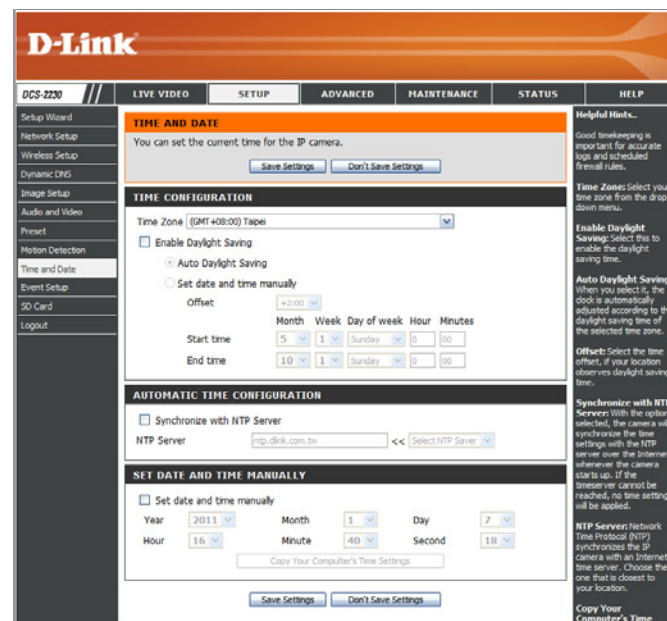 D-Link
DCS-2230
LIVE VIDEO
SETUP
ADVANCED
MAINTENANCE
STATUS
HELP
Setup Wizard
Network Setup
Wireless Setup
Dynamic DNS
Image Setup
Audio and Video
Preset
Motion Detection
Time and Date
Event Setup
SD Card
Logout
TIME AND DATE
You can set the current time for the IP camera.
Save Settings Don't Save Settings
TIME CONFIGURATION
Time Zone (GMT+08:00) Taipei
Enable Daylight Saving
Auto Daylight Saving
Set date and time manually
Offset +2:00
Month Week Day of week Hour Minutes
Start time 5 1 Sunday 0 00
End time 10 1 Sunday 0 00
AUTOMATIC TIME CONFIGURATION
Synchronize with NTP Server
NTP Server ntp.dlink.com.tw << Select NTP Saver
SET DATE AND TIME MANUALLY
Set date and time manually
Year 2011 Month 1 Day 7
Hour 16 Minute 40 Second 18
Copy Your Compulter's Time Settings
Save Settings Don't Save Settings
Helpful Hints..
Good timekeeping is
important for accurate
logs and scheduled
firewall rules.
Time Zone: Select you
time zone from the drop
down menu.
Enable Daylight
Saving: Select this to
enable the daylight
saving time.
Auto Daylight Saving
When you select it, the
clock is automatically
adjusted according to th
daylight saving time of
the selected time zone.
Offset: Select the time
offset, if your location
observes daylight saving
time.
Synchronize with NT
Server: With the option
selected, the camera wi
synchronize the time
settings with the NTP
server over the Internet
whenever the camera
starts up. If the
timeserver cannot be
reached, no time setting
will be applied.
NTP Server: Network
Time Protocol (NTP)
synchronizes the IP
camera with an Internet
time server. Choose the
one that is closest to
your location.
Copy Your
Computer's Time